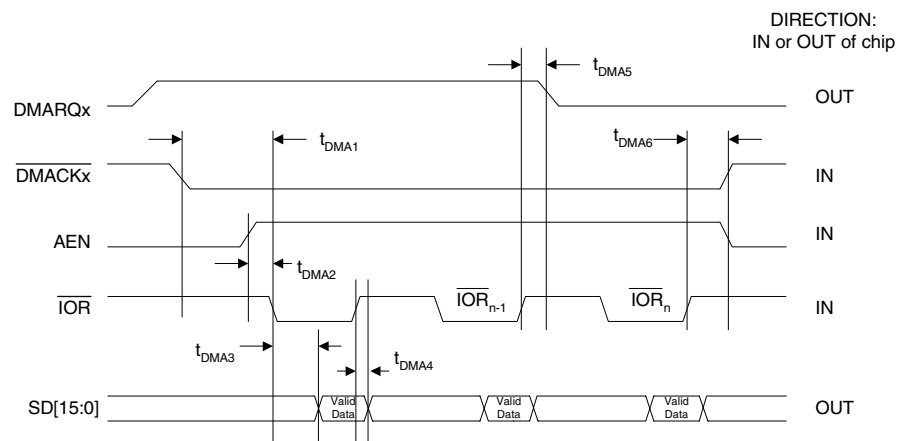 DIRECTION:
IN or OUT of chip
tDMA5
DMARQx
OUT
tDMA1
tDMA6
DMACKx
IN
AEN
IN
tDMA2
IOR
IORn-1
IORn
IN
tDMA3
tDMA4
SD[15:0]
Valid
Data
Valid
Data
Valid
Data
OUT